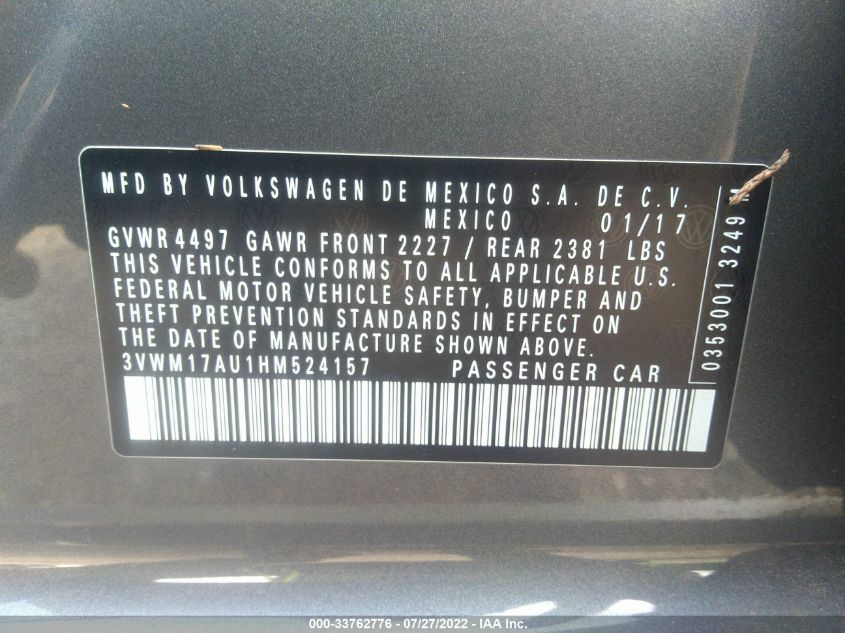 MFD BY VOLKSWAGEN DE MEXICO S.A. DE C.V.
MEXICO 01/17
GVWR 4497 GAWR FRONT 2227 / REAR 2381 LBS
THIS VEHICLE CONFORMS TO ALL APPLICABLE U.S.
FEDERAL MOTOR VEHICLE SAFETY, BUMPER AND
THEFT PREVENTION STANDARDS IN EFFECT ON
THE DATE OF MANUFACTURE SHOWN ABOVE.
3VWM17AU1HM524157 PASSENGER CAR
0353001 3249 M
000-33762776 - 07/27/2022 - IAA Inc.